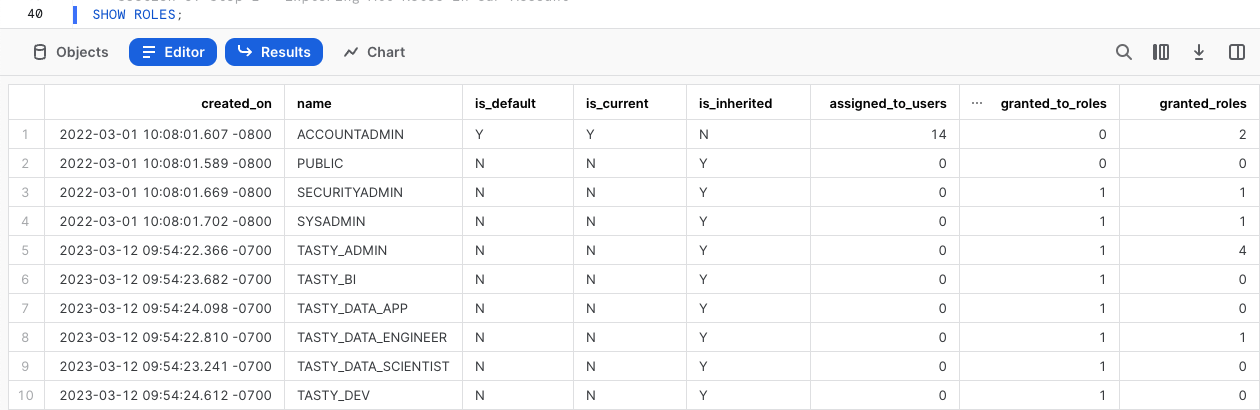 40 SHOW ROLES;
Objects Editor Results Chart
created_on name is_default is_current is_inherited assigned_to_users ... granted_to_roles granted_roles
1 2022-03-01 10:08:01.607 -0800 ACCOUNTADMIN Y Y N 14 0 2
2 2022-03-01 10:08:01.589 -0800 PUBLIC N N Y 0 0 0
3 2022-03-01 10:08:01.669 -0800 SECURITYADMIN N N Y 0 1 1
4 2022-03-01 10:08:01.702 -0800 SYSADMIN N N Y 0 1 1
5 2023-03-12 09:54:22.366 -0700 TASTY_ADMIN N N Y 0 1 4
6 2023-03-12 09:54:23.682 -0700 TASTY_BI N N Y 0 1 0
7 2023-03-12 09:54:24.098 -0700 TASTY_DATA_APP N N Y 0 1 0
8 2023-03-12 09:54:22.810 -0700 TASTY_DATA_ENGINEER N N Y 0 1 1
9 2023-03-12 09:54:23.241 -0700 TASTY_DATA_SCIENTIST N N Y 0 1 0
10 2023-03-12 09:54:24.612 -0700 TASTY_DEV N N Y 0 1 0